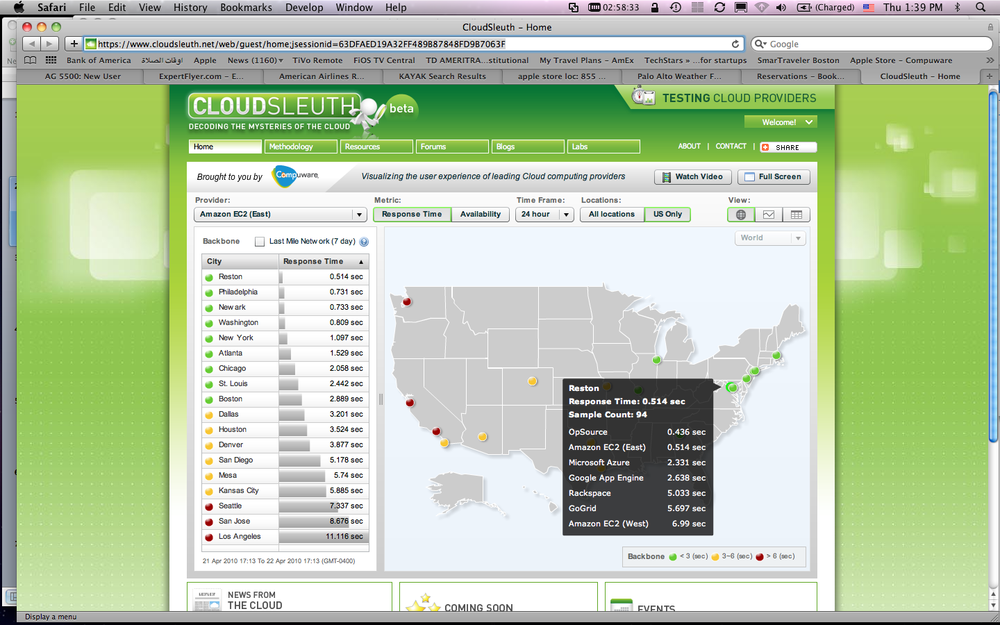 Safari File Edit View History Bookmarks Develop Window Help 02:58:33 (Charged) Thu 1:39 PM
CloudSleuth – Home
https://www.cloudsleuth.net/web/guest/home;jsessionid=63DFAED19A32FF489B87848FD9B7063F Google
Bank of America اوقات الصلاة Apple News (1160) TiVo Remote FiOS TV Central TD AMERITRA...stitutional My Travel Plans – AmEx TechStars » ...for startups SmarTraveler Boston Apple Store – Compuware
AG 5500: New User ExpertFlyer.com – E... American Airlines R... KAYAK Search Results apple store loc: 855 ... Palo Alto Weather F... Reservations – Book... CloudSleuth – Home
CLOUDSLEUTH beta
DECODING THE MYSTERIES OF THE CLOUD
TESTING CLOUD PROVIDERS
Welcome!
Home Methodology Resources Forums Blogs Labs ABOUT | CONTACT | SHARE
Brought to you by Compuware Visualizing the user experience of leading Cloud computing providers Watch Video Full Screen
Provider: Metric: Time Frame: Locations: View:
Amazon EC2 (East) Response Time Availability 24 hour All locations US Only
Backbone Last Mile Network (7 day) ?
World
City Response Time
Reston 0.514 sec
Philadelphia 0.731 sec
Newark 0.733 sec
Washington 0.809 sec
New York 1.097 sec
Atlanta 1.529 sec
Chicago 2.058 sec
St. Louis 2.442 sec
Boston 2.889 sec
Dallas 3.201 sec
Houston 3.524 sec
Denver 3.877 sec
San Diego 5.178 sec
Mesa 5.74 sec
Kansas City 5.885 sec
Seattle 7.337 sec
San Jose 8.676 sec
Los Angeles 11.116 sec
21 Apr 2010 17:13 To 22 Apr 2010 17:13 (GMT-0400)
Reston
Response Time: 0.514 sec
Sample Count: 94
OpSource 0.436 sec
Amazon EC2 (East) 0.514 sec
Microsoft Azure 2.331 sec
Google App Engine 2.638 sec
Rackspace 5.033 sec
GoGrid 5.697 sec
Amazon EC2 (West) 6.99 sec
Backbone < 3 (sec) 3~6 (sec) > 6 (sec)
NEWS FROM
THE CLOUD
COMING SOON
EVENTS
Display a menu